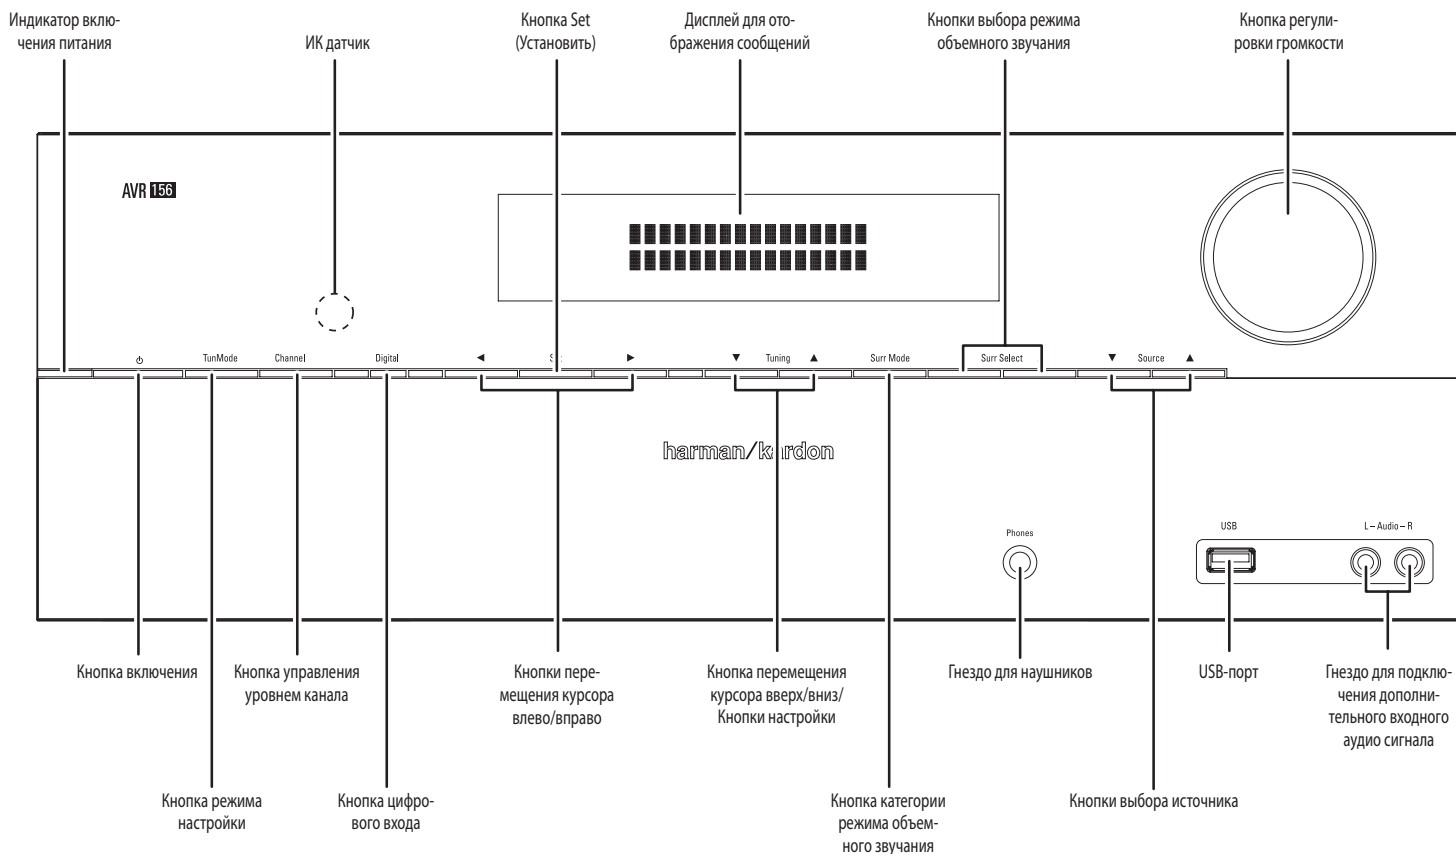 Индикатор вклю-
чения питания
ИК датчик
Кнопка Set
(Установить)
Дисплей для ото-
бражения сообщений
Кнопки выбора режима
объемного звучания
Кнопка регули-
ровки громкости
AVR 156
TunMode
Channel
Digital
Tuning
Surr Mode
Surr Select
Source
harman/kardon
Phones
USB
L – Audio – R
Кнопка включения
Кнопка управления
уровнем канала
Кнопки пере-
мещения курсора
влево/вправо
Кнопка перемещения
курсора вверх/вниз/
Кнопки настройки
Гнездо для наушников
USB-порт
Гнездо для подклю-
чения дополни-
тельного входного
аудио сигнала
Кнопка режима
настройки
Кнопка цифро-
вого входа
Кнопка категории
режима объем-
ного звучания
Кнопки выбора источника